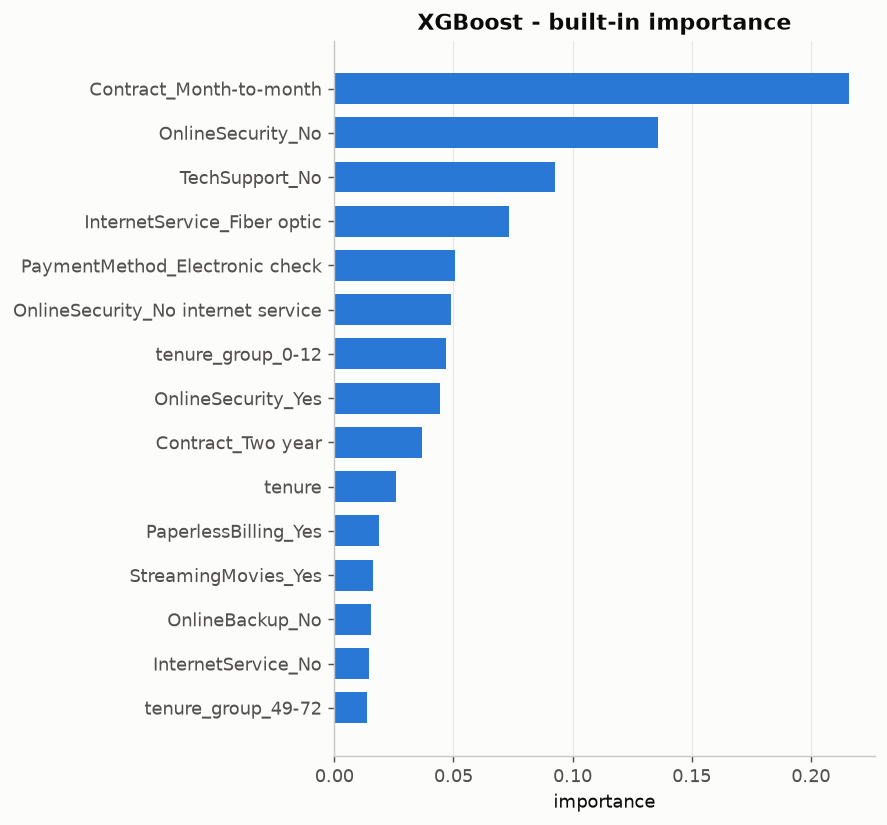 XGBoost - built-in importance
Contract_Month-to-month
OnlineSecurity_No
TechSupport_No
InternetService_Fiber optic
PaymentMethod_Electronic check
OnlineSecurity_No internet service
tenure_group_0-12
OnlineSecurity_Yes
Contract_Two year
tenure
PaperlessBilling_Yes
StreamingMovies_Yes
OnlineBackup_No
InternetService_No
tenure_group_49-72
0.00 0.05 0.10 0.15 0.20
importance